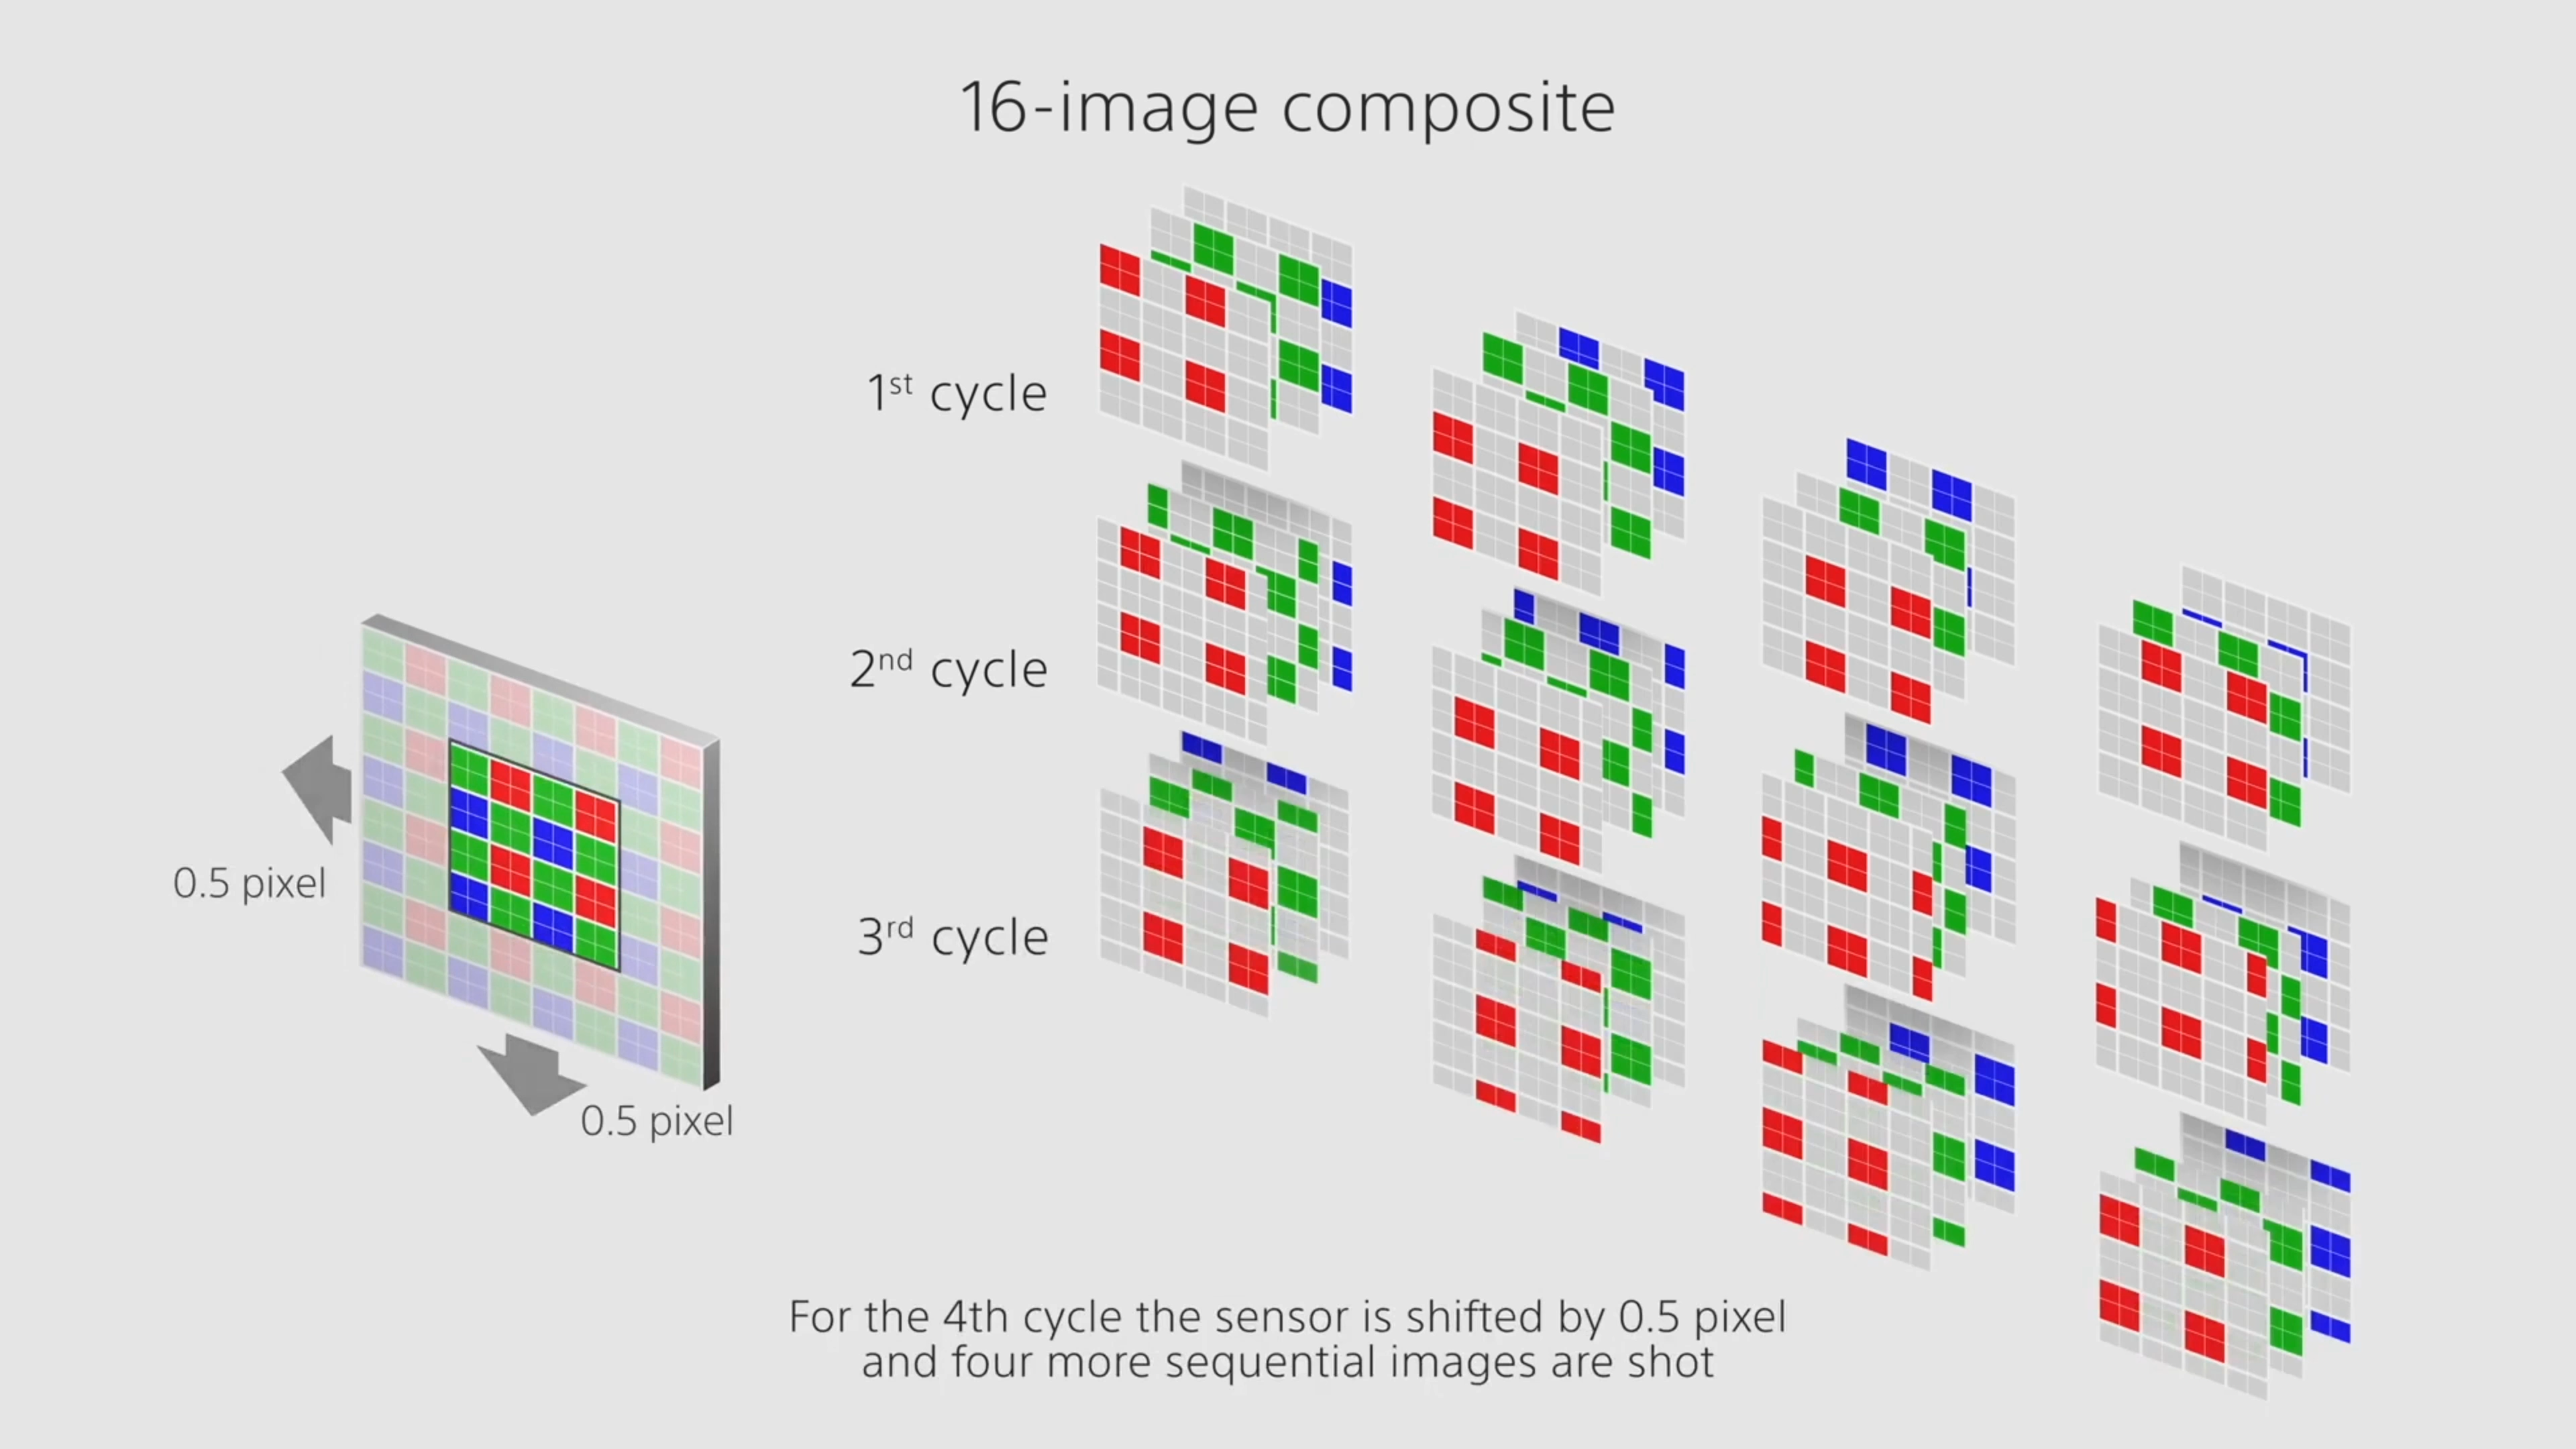 16-image composite
1st cycle
2nd cycle
0.5 pixel
3rd cycle
0.5 pixel
For the 4th cycle the sensor is shifted by 0.5 pixel
and four more sequential images are shot